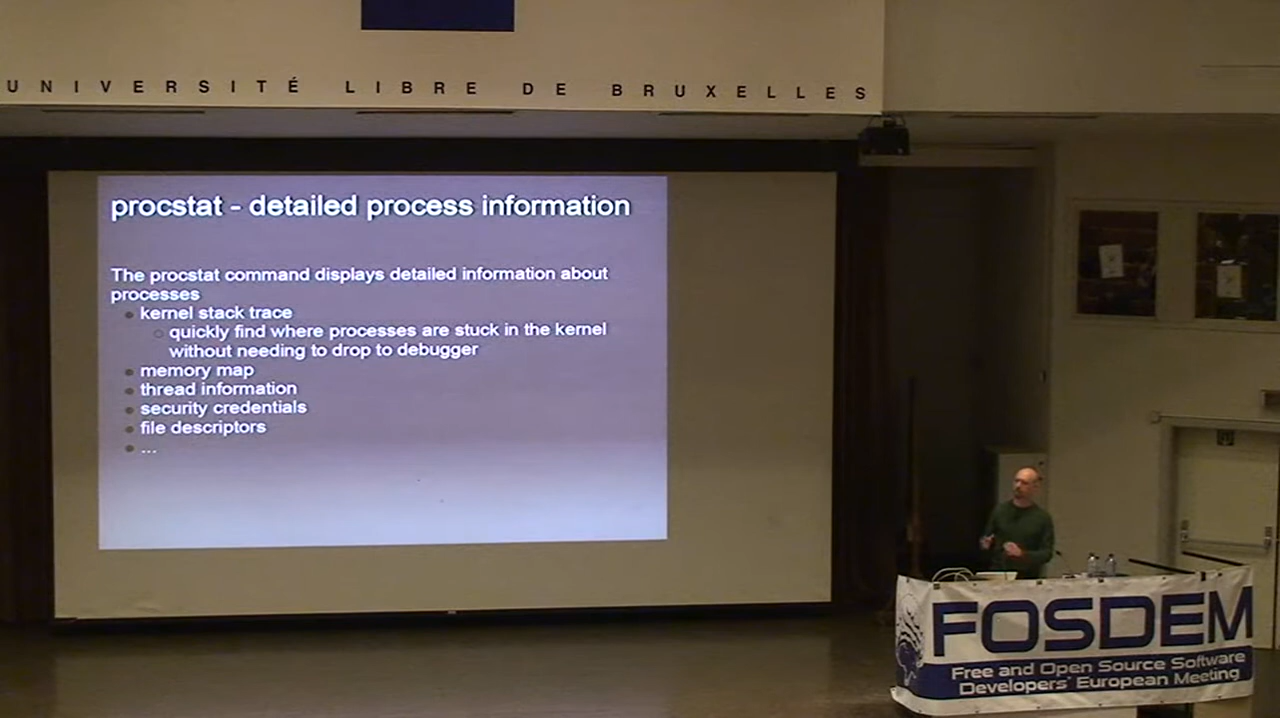 UNIVERSITÉ LIBRE DE BRUXELLES
procstat - detailed process information
The procstat command displays detailed information about
processes
kernel stack trace
quickly find where processes are stuck in the kernel
without needing to drop to debugger
memory map
thread information
security credentials
file descriptors
...
FOSDEM
Free and Open Source Software
Developers' European Meeting